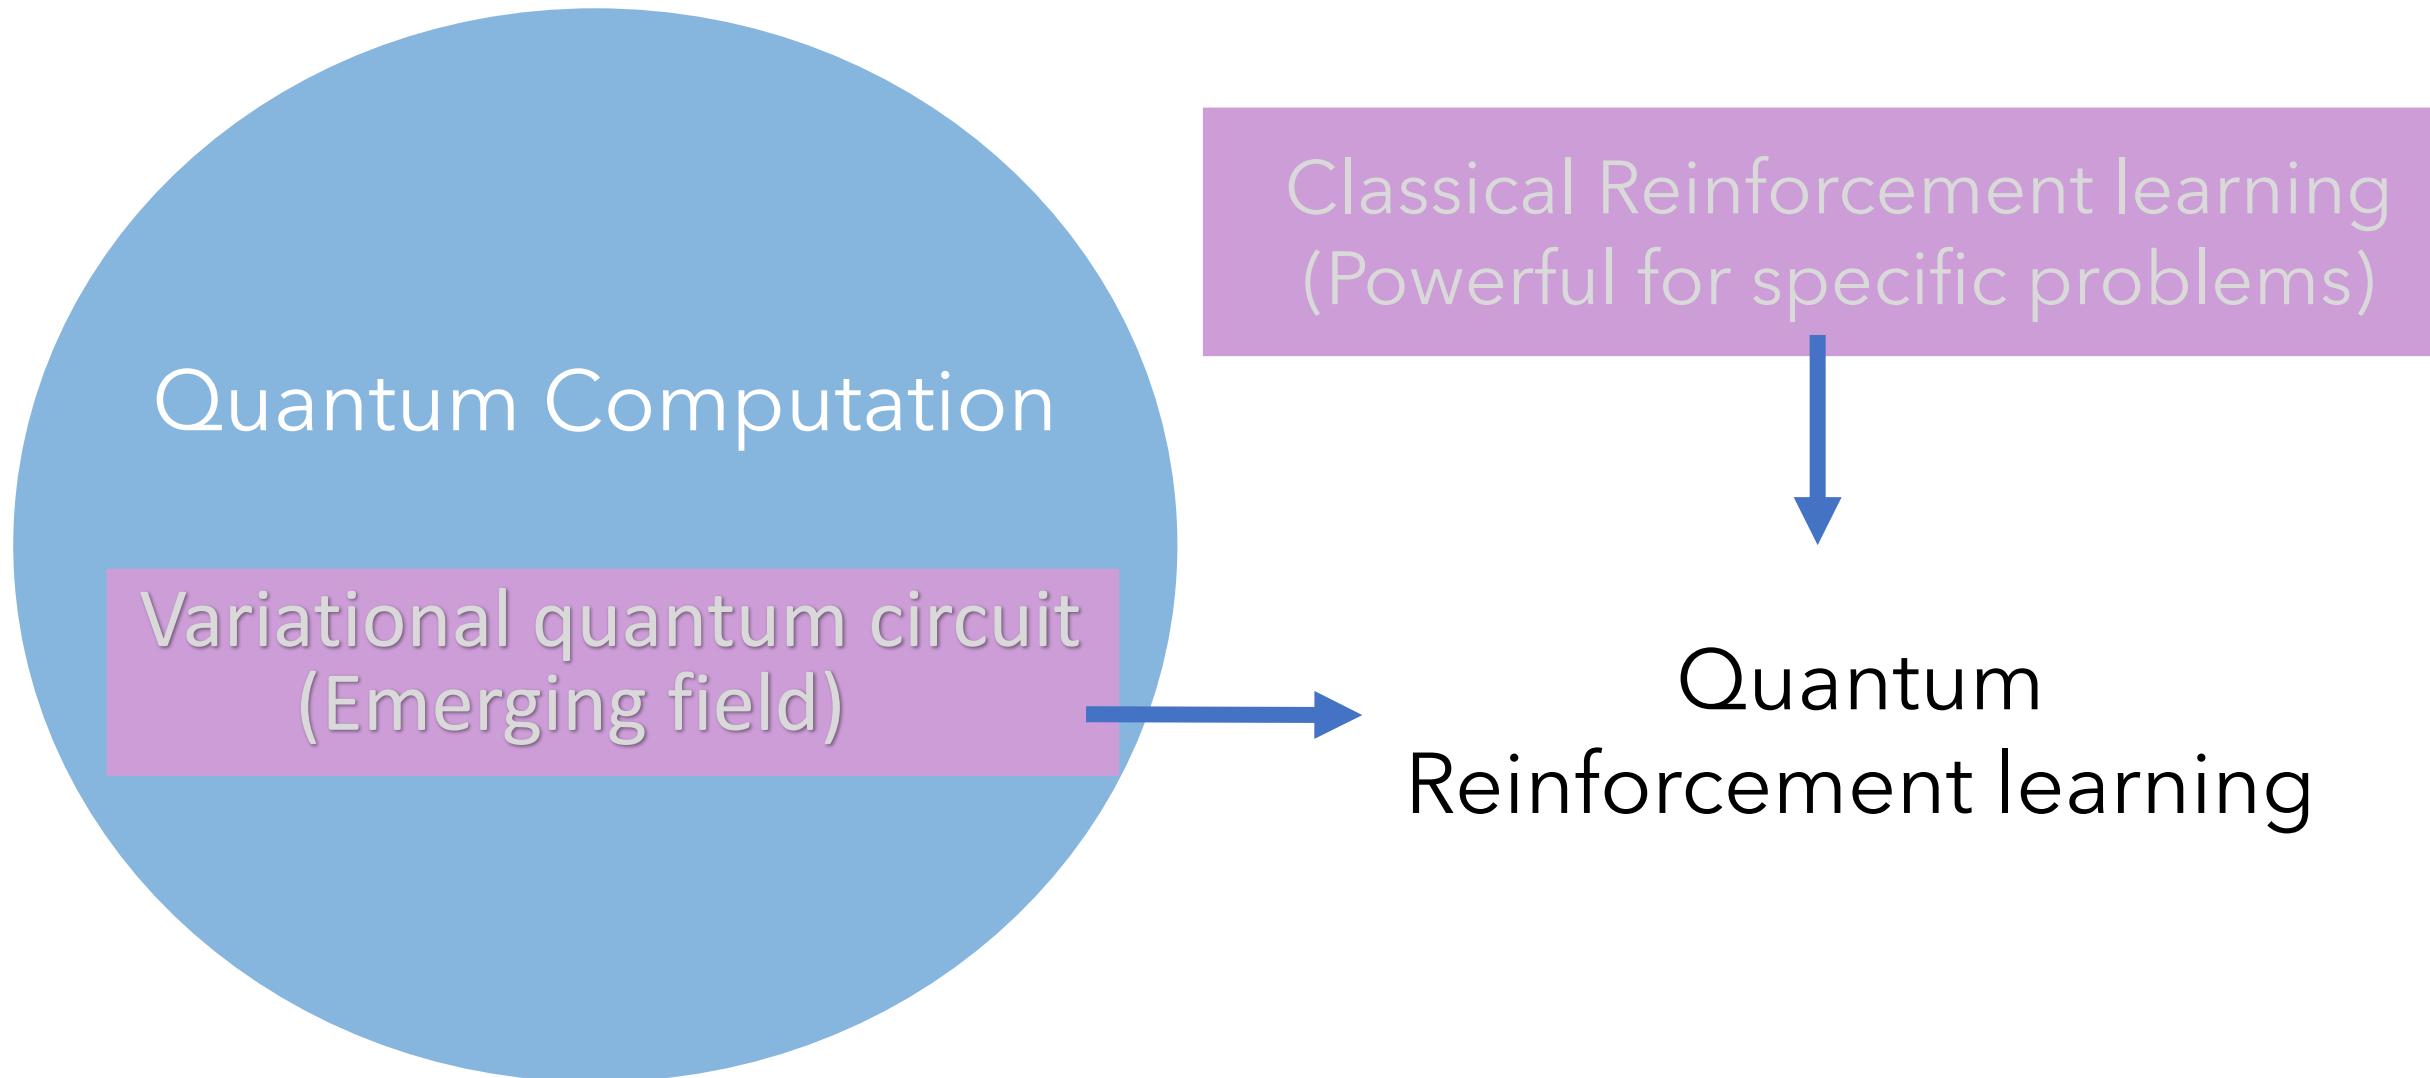 Classical Reinforcement learning
(Powerful for specific problems)
Quantum Computation
Variational quantum circuit
(Emerging field)
Quantum
Reinforcement learning